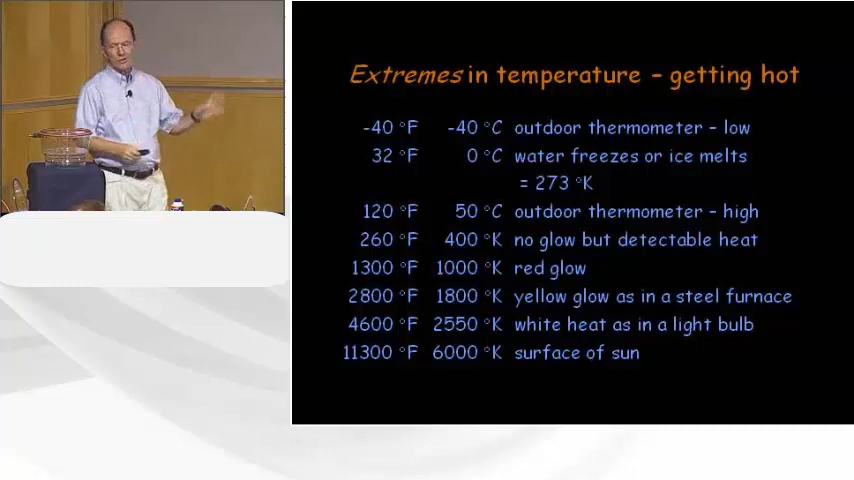 Extremes in temperature – getting hot
-40 °F -40 °C outdoor thermometer – low
32 °F 0 °C water freezes or ice melts
= 273 °K
120 °F 50 °C outdoor thermometer – high
260 °F 400 °K no glow but detectable heat
1300 °F 1000 °K red glow
2800 °F 1800 °K yellow glow as in a steel furnace
4600 °F 2550 °K white heat as in a light bulb
11300 °F 6000 °K surface of sun